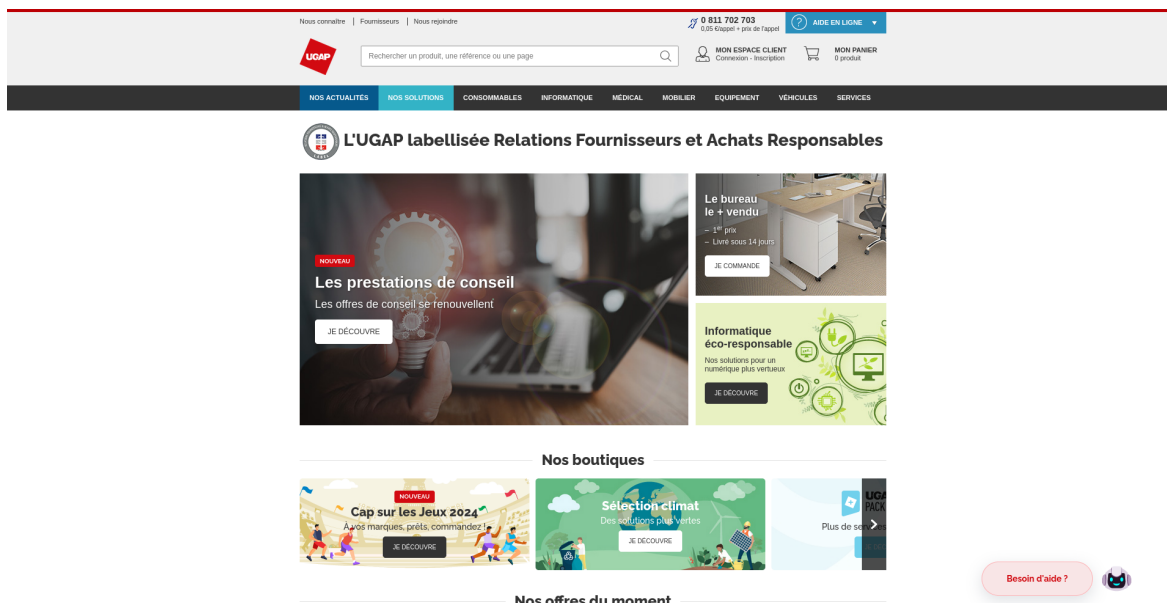 Nous connaître | Fournisseurs | Nous rejoindre
0 811 702 703
0,05 €/appel + prix de l'appel
? AIDE EN LIGNE
UGAP
Rechercher un produit, une référence ou une page
MON ESPACE CLIENT
Connexion - Inscription
MON PANIER
0 produit
NOS ACTUALITÉS NOS SOLUTIONS CONSOMMABLES INFORMATIQUE MÉDICAL MOBILIER EQUIPEMENT VÉHICULES SERVICES
L'UGAP labellisée Relations Fournisseurs et Achats Responsables
NOUVEAU
Les prestations de conseil
Les offres de conseil se renouvellent
JE DÉCOUVRE
Le bureau
le + vendu
– 1er prix
– Livré sous 14 jours
JE COMMANDE
Informatique
éco-responsable
Nos solutions pour un
numérique plus vertueux
JE DÉCOUVRE
Nos boutiques
NOUVEAU
Cap sur les Jeux 2024
À vos marques, prêts, commandez !
JE DÉCOUVRE
Sélection climat
Des solutions plus vertes
JE DÉCOUVRE
PACK
Plus de services
Nos offres du moment
Besoin d'aide ?